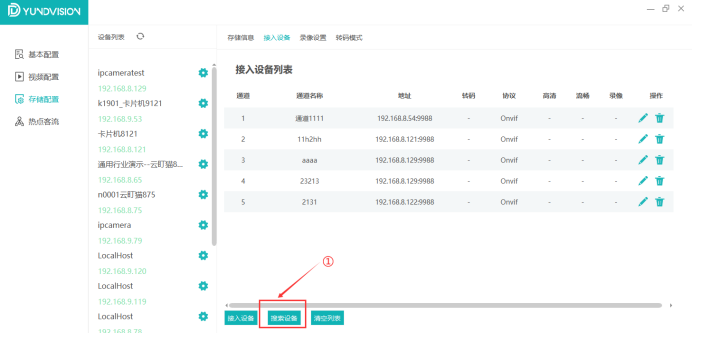 YUNDVISION
设备列表
存储信息 接入设备 录像设置 转码模式
基本配置
视频配置
存储配置
热点客流
ipcameratest
192.168.8.129
k1901_卡片机9121
192.168.9.53
卡片机8121
192.168.8.121
通用行业演示--云盯猫8...
192.168.8.65
n0001云盯猫875
192.168.8.75
ipcamera
192.168.9.79
LocalHost
192.168.9.120
LocalHost
192.168.9.119
LocalHost
192.168.8.78
接入设备列表
通道 通道名称 地址 转码 协议 高清 流畅 录像 操作
1 通道1111 192.168.8.54:9988 - Onvif - - -
2 11h2hh 192.168.8.121:9988 - Onvif - - -
3 aaaa 192.168.8.129:9988 - Onvif - - -
4 23213 192.168.8.129:9988 - Onvif - - -
5 2131 192.168.8.122:9988 - Onvif - - -
①
接入设备 搜索设备 清空列表